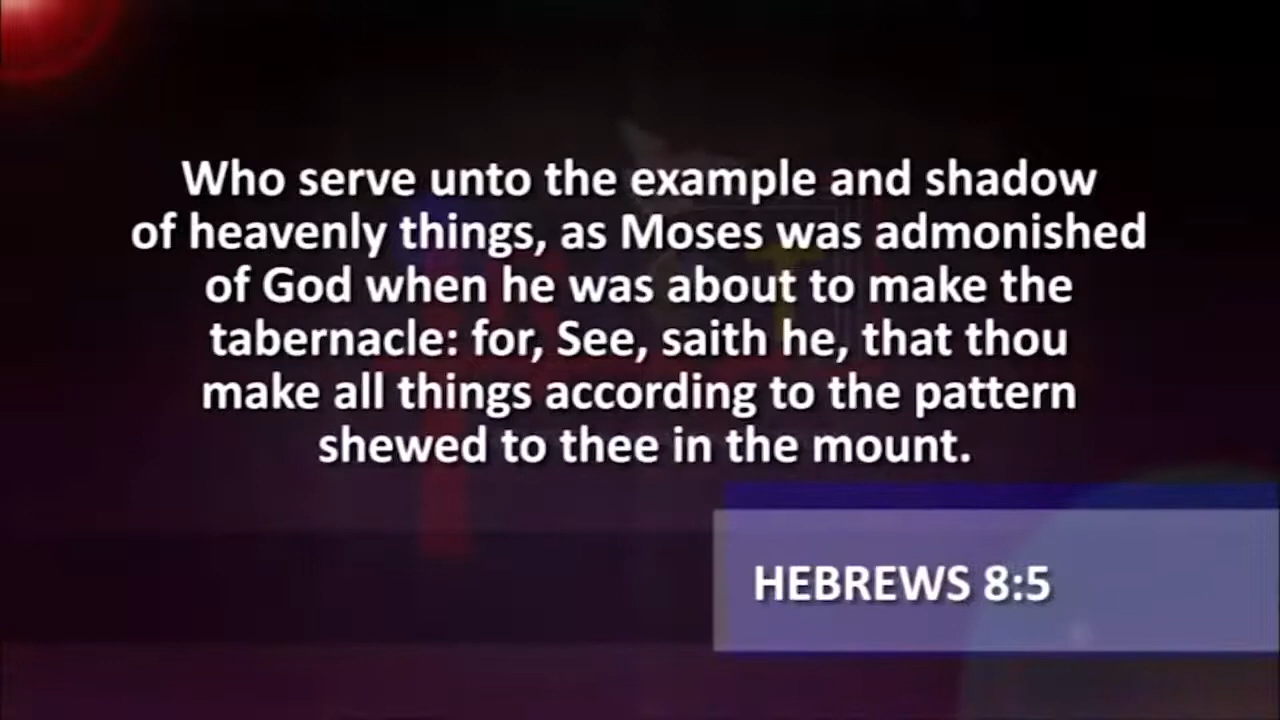 Who serve unto the example and shadow
of heavenly things, as Moses was admonished
of God when he was about to make the
tabernacle: for, See, saith he, that thou
make all things according to the pattern
shewed to thee in the mount.
HEBREWS 8:5